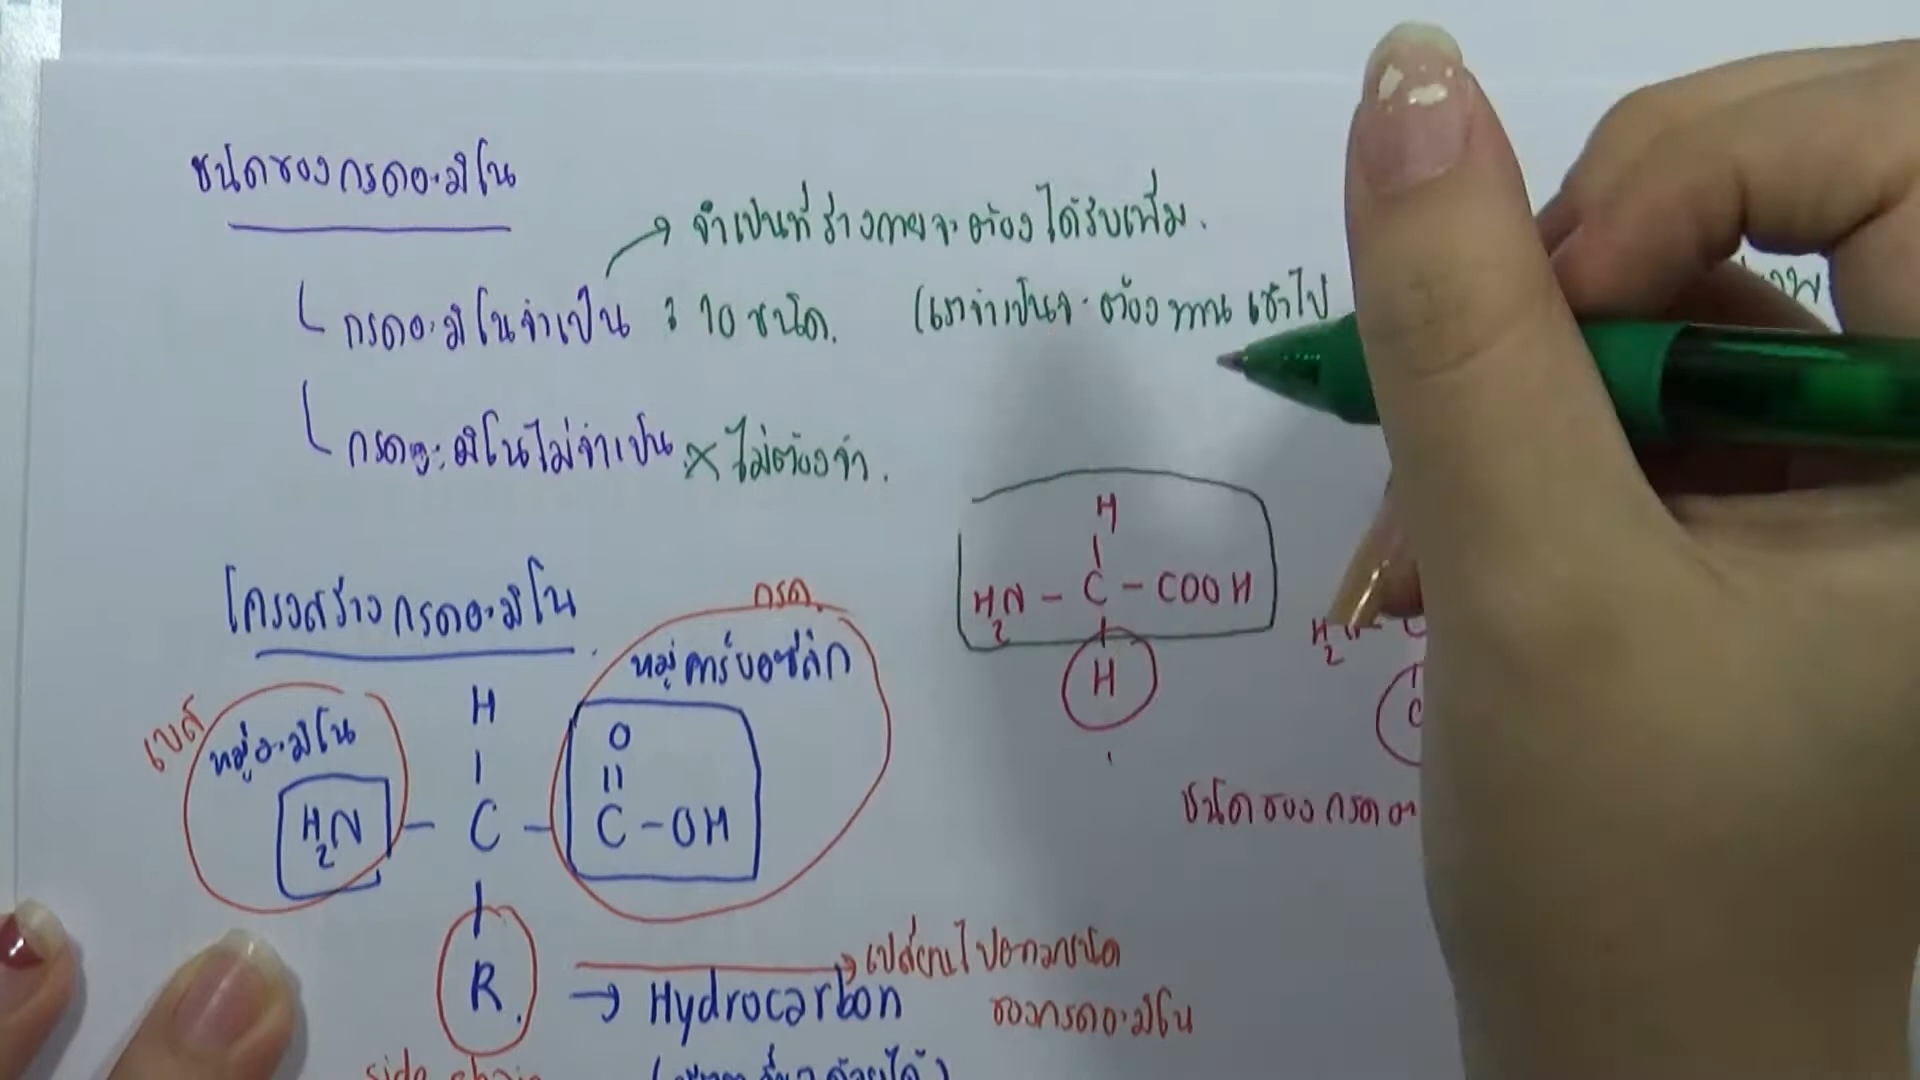 ชนิดของกรดอะมิโน
→ จำเป็นที่ร่างกายจะต้องได้รับเพิ่ม.
กรดอะมิโนจำเป็น : 10 ชนิด. (เราจำเป็นจะต้องทานเข้าไป
กรดอะมิโนไม่จำเป็น × ไม่ต้องจำ.
โครงสร้างกรดอะมิโน
กรด.
H
H2N - C - COOH
H
H2N
C
ชนิดของกรดอะ
เบส
หมู่อะมิโน
หมู่คาร์บอซิลิก
H
O
H2N - C - C - OH
R
→ Hydrocarbon
→ เปลี่ยนไปตามชนิด
ของกรดอะมิโน
side chain